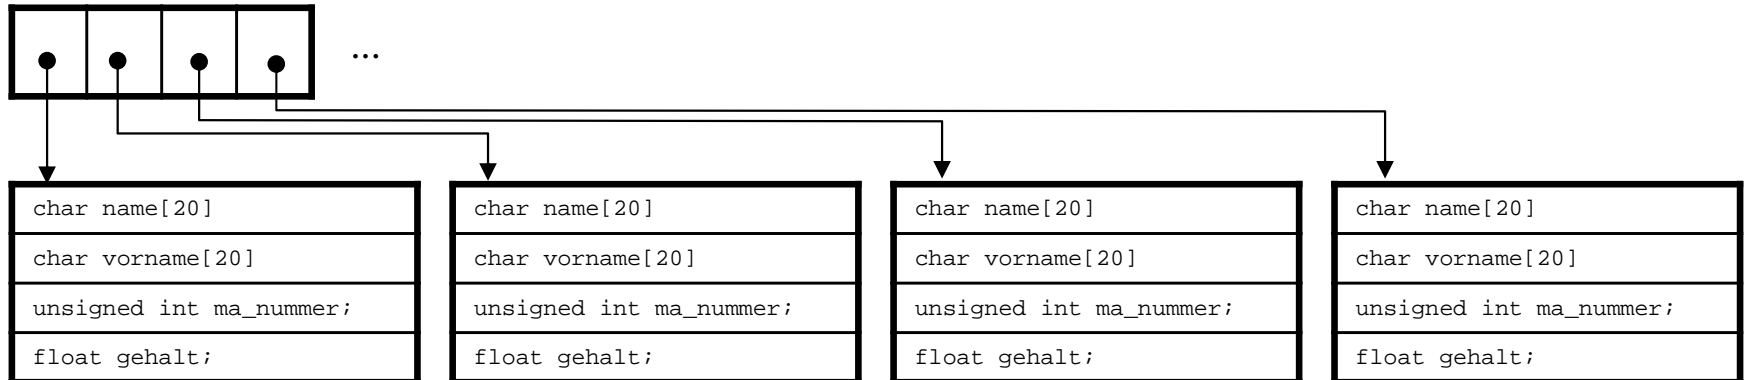 ...
char name[20]
char vorname[20]
unsigned int ma_nummer;
float gehalt;
char name[20]
char vorname[20]
unsigned int ma_nummer;
float gehalt;
char name[20]
char vorname[20]
unsigned int ma_nummer;
float gehalt;
char name[20]
char vorname[20]
unsigned int ma_nummer;
float gehalt;